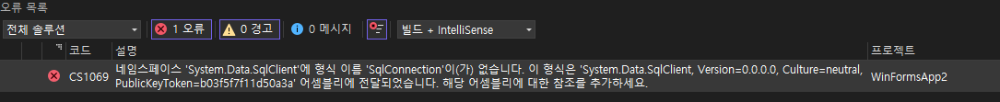 오류 목록
전체 솔루션
1 오류
0 경고
0 메시지
빌드 + IntelliSense
코드 설명 프로젝트
CS1069 네임스페이스 'System.Data.SqlClient'에 형식 이름 'SqlConnection'이(가) 없습니다. 이 형식은 'System.Data.SqlClient, Version=0.0.0.0, Culture=neutral, WinFormsApp2
PublicKeyToken=b03f5f7f11d50a3a' 어셈블리에 전달되었습니다. 해당 어셈블리에 대한 참조를 추가하세요.